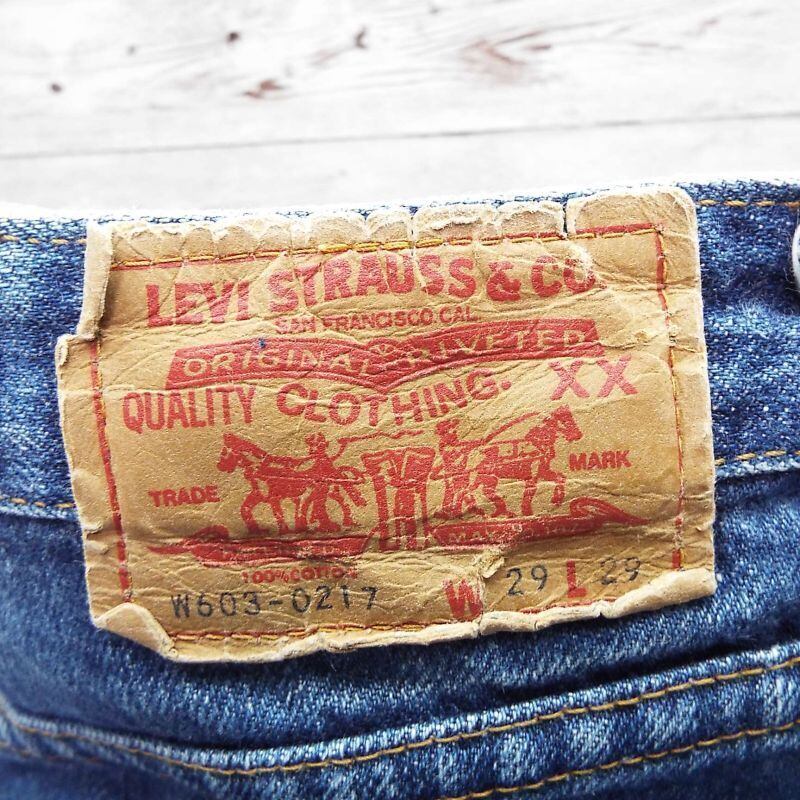 LEVI STRAUSS & CO
SAN FRANCISCO CAL.
ORIGINAL RIVETED
QUALITY CLOTHING. XX
TRADE MARK
100% COTTON
W603-0217 W 29 L 29